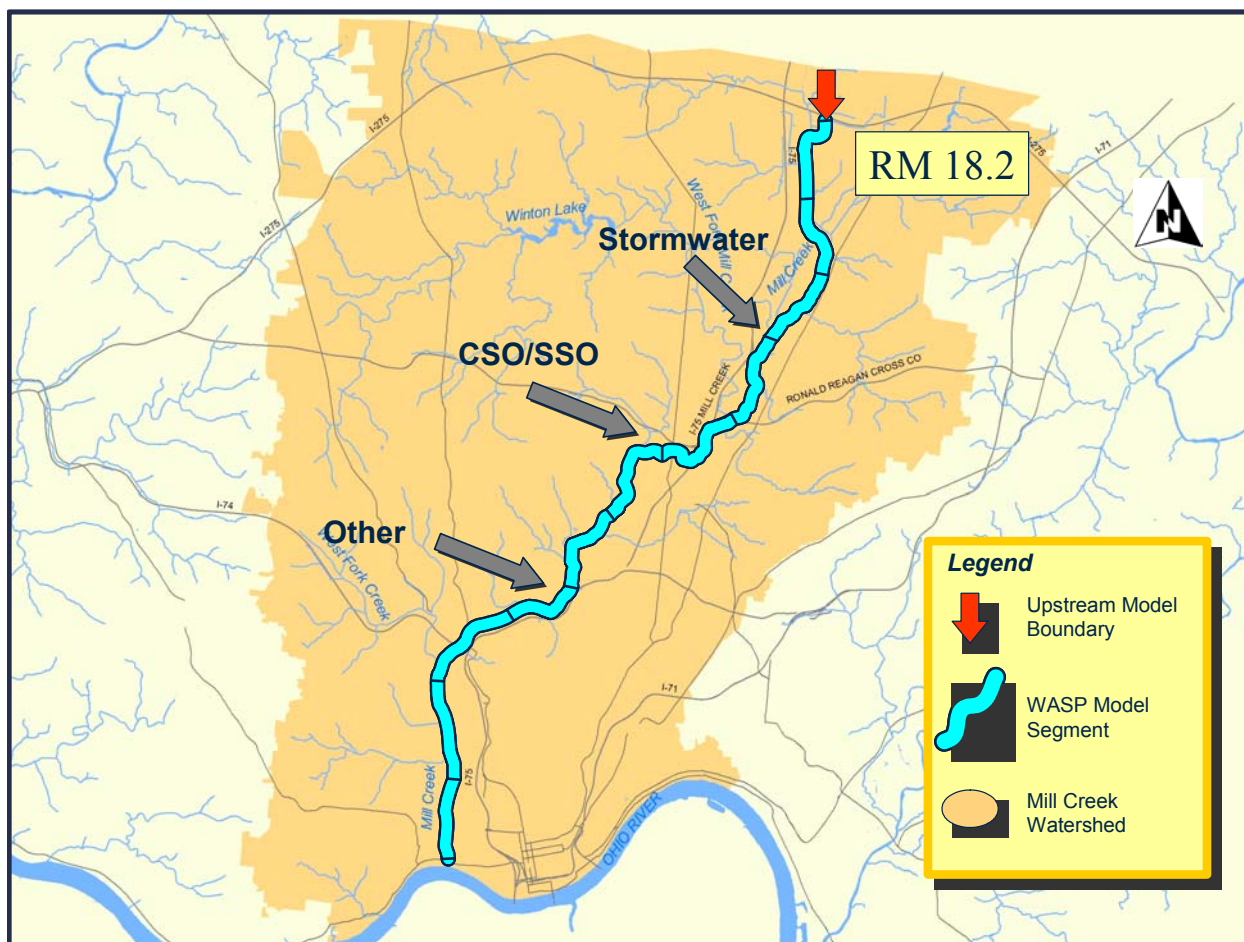 I-275
I-75
I-275
I-71
RM 18.2
N
Winton Lake
West Fork Mill C
Stormwater
Mill Creek
I-275
CSO/SSO
I-75 MILL CREEK
RONALD REAGAN CROSS CO
I-74
Other
West Fork Creek
I-71
Mill Creek
I-75
OHIO RIVER
Legend
Upstream Model
Boundary
WASP Model
Segment
Mill Creek
Watershed